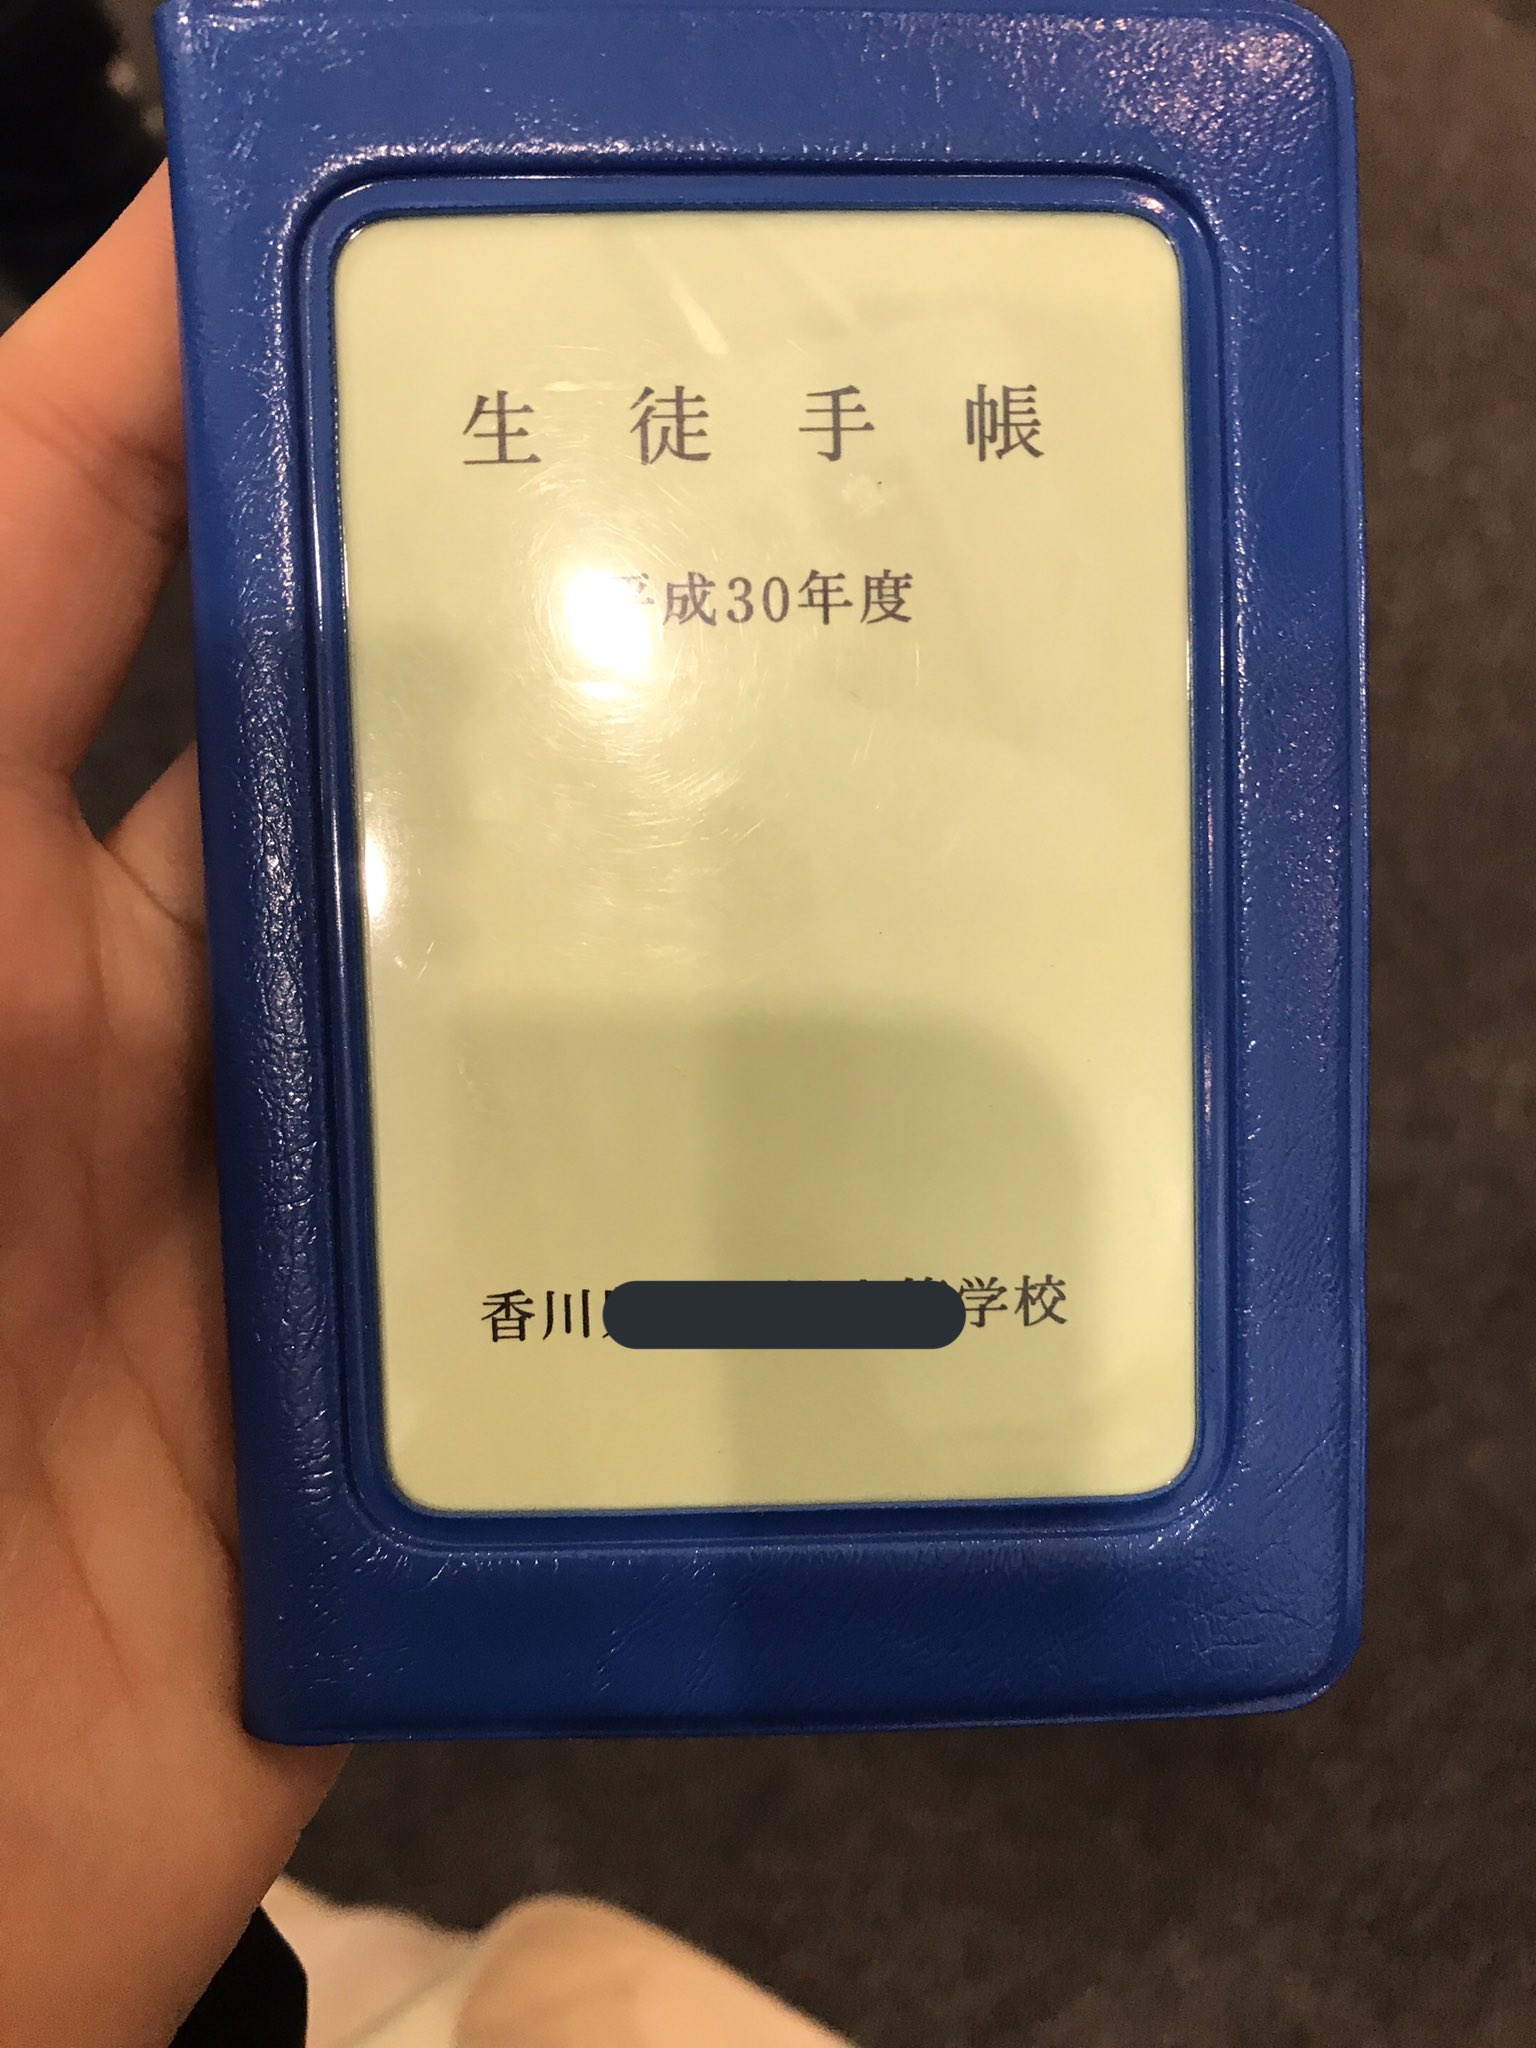 生徒手帳
平成30年度
香川 学校